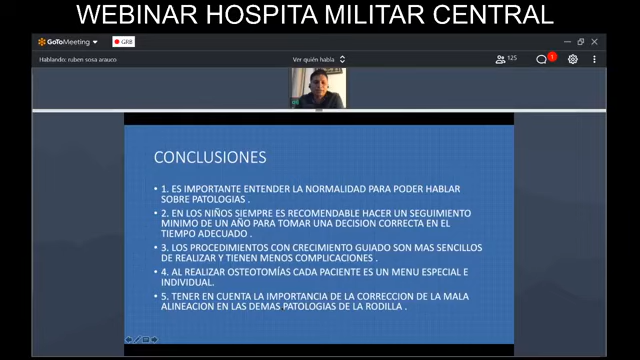 WEBINAR HOSPITA MILITAR CENTRAL
GoToMeeting
GRB
Hablando: ruben sosa arauco
Ver quién habla
125
1
CONCLUSIONES
• 1. ES IMPORTANTE ENTENDER LA NORMALIDAD PARA PODER HABLAR
SOBRE PATOLOGIAS .
• 2. EN LOS NIÑOS SIEMPRE ES RECOMENDABLE HACER UN SEGUIMIENTO
MINIMO DE UN AÑO PARA TOMAR UNA DECISION CORRECTA EN EL
TIEMPO ADECUADO .
• 3. LOS PROCEDIMIENTOS CON CRECIMIENTO GUIADO SON MAS SENCILLOS
DE REALIZAR Y TIENEN MENOS COMPLICACIONES .
• 4. AL REALIZAR OSTEOTOMÍAS CADA PACIENTE ES UN MENU ESPECIAL E
INDIVIDUAL.
• 5. TENER EN CUENTA LA IMPORTANCIA DE LA CORRECCION DE LA MALA
ALINEACION EN LAS DEMAS PATOLOGIAS DE LA RODILLA .